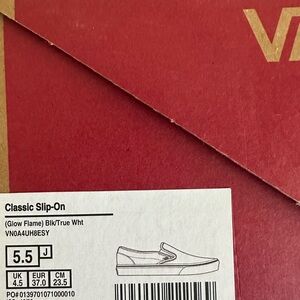 VA
Classic Slip-On
(Glow Flame) Blk/True Wht
VN0A4UH8ESY
5.5 J
UK EUR CM
4.5 37.0 23.5
PO#0139701071000010